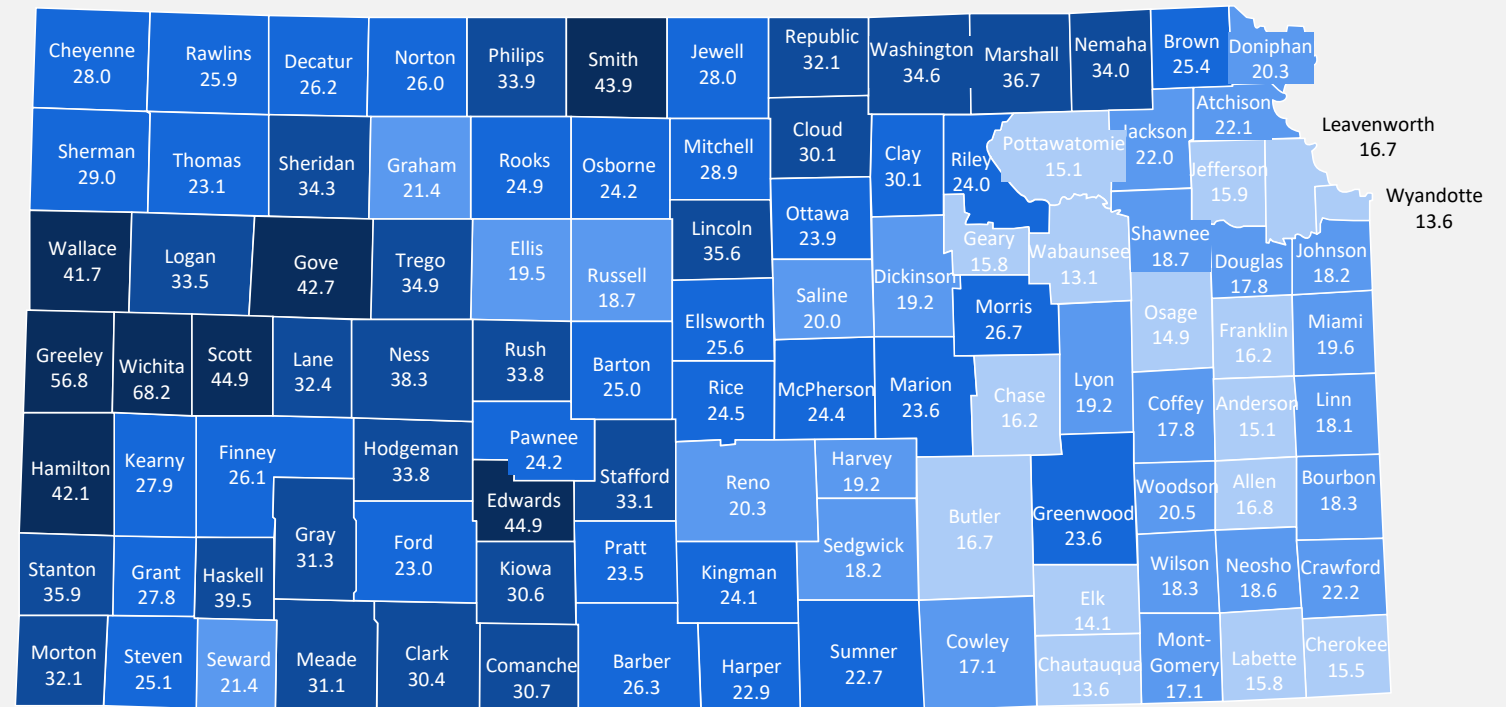 Cheyenne
28.0
Rawlins
25.9
Decatur
26.2
Norton
26.0
Philips
33.9
Smith
43.9
Jewell
28.0
Republic
32.1
Washington
34.6
Marshall
36.7
Nemaha
34.0
Brown
25.4
Doniphan
20.3
Sherman
29.0
Thomas
23.1
Sheridan
34.3
Graham
21.4
Rooks
24.9
Osborne
24.2
Mitchell
28.9
Cloud
30.1
Clay
30.1
Riley
24.0
Pottawatomie
15.1
Jackson
22.0
Atchison
22.1
Jefferson
15.9
Leavenworth
16.7
Wyandotte
13.6
Wallace
41.7
Logan
33.5
Gove
42.7
Trego
34.9
Ellis
19.5
Russell
18.7
Lincoln
35.6
Ottawa
23.9
Saline
20.0
Dickinson
19.2
Geary
15.8
Wabaunsee
13.1
Shawnee
18.7
Douglas
17.8
Johnson
18.2
Greeley
56.8
Wichita
68.2
Scott
44.9
Lane
32.4
Ness
38.3
Rush
33.8
Barton
25.0
Ellsworth
25.6
Rice
24.5
McPherson
24.4
Marion
23.6
Morris
26.7
Chase
16.2
Lyon
19.2
Osage
14.9
Franklin
16.2
Miami
19.6
Coffey
17.8
Anderson
15.1
Linn
18.1
Hamilton
42.1
Kearny
27.9
Finney
26.1
Hodgeman
33.8
Pawnee
24.2
Edwards
44.9
Stafford
33.1
Reno
20.3
Harvey
19.2
Butler
16.7
Greenwood
23.6
Woodson
20.5
Allen
16.8
Bourbon
18.3
Stanton
35.9
Grant
27.8
Haskell
39.5
Gray
31.3
Ford
23.0
Kiowa
30.6
Pratt
23.5
Kingman
24.1
Sedgwick
18.2
Elk
14.1
Wilson
18.3
Neosho
18.6
Crawford
22.2
Morton
32.1
Steven
25.1
Seward
21.4
Meade
31.1
Clark
30.4
Comanche
30.7
Barber
26.3
Harper
22.9
Sumner
22.7
Cowley
17.1
Chautauqua
13.6
Mont-
Gomery
17.1
Labette
15.8
Cherokee
15.5